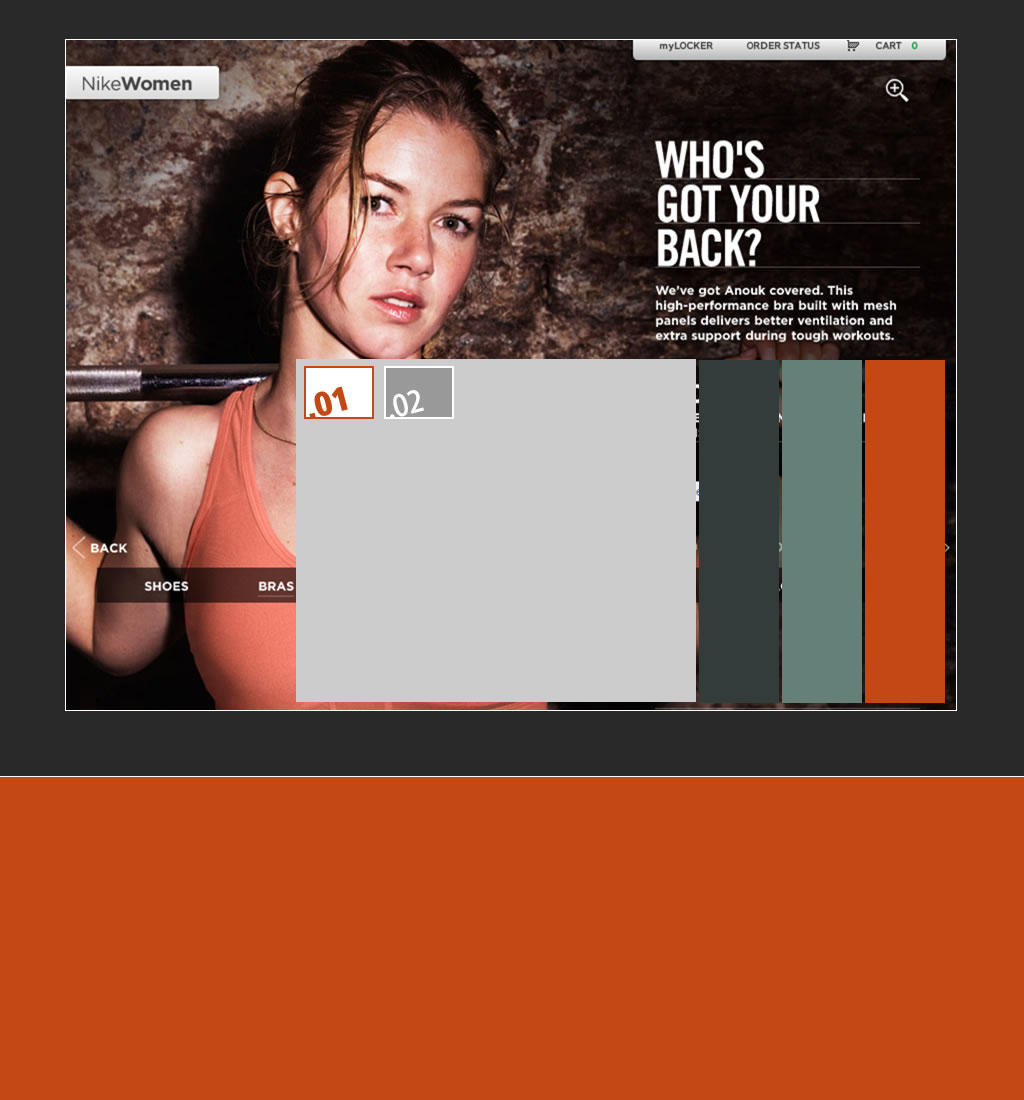 myLOCKER ORDER STATUS CART 0
NikeWomen
WHO'S
GOT YOUR
BACK?
We've got Anouk covered. This
high-performance bra built with mesh
panels delivers better ventilation and
extra support during tough workouts.
.01 .02
BACK
SHOES BRAS